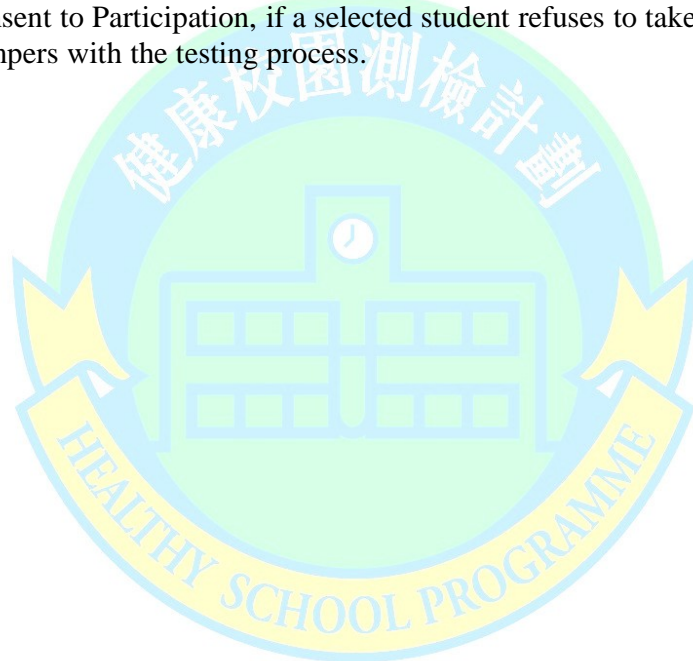 sent to Participation, if a selected student refuses to take
pers with the testing process.
健康校園測檢計劃
HEALTHY SCHOOL PROGRAMME